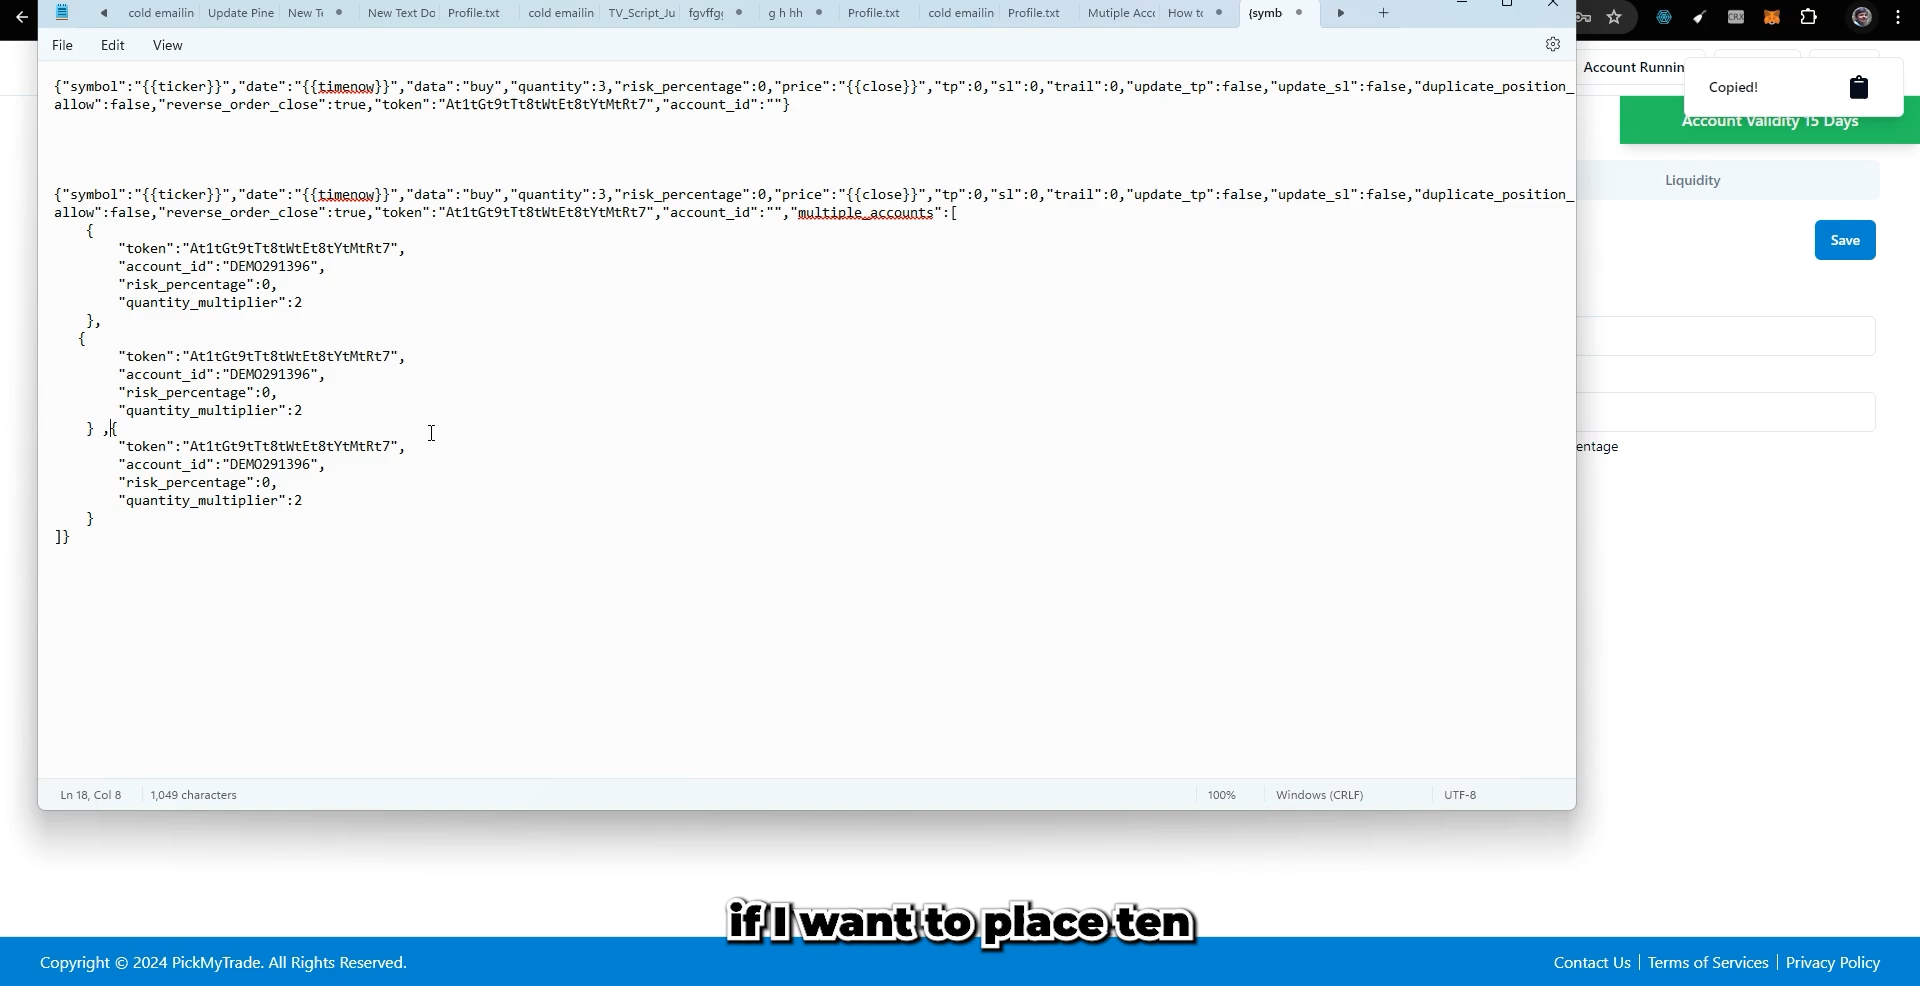 cold emailin Update Pine New Te New Text Do Profile.txt cold emailin TV_Script_Ju fgvffg g h hh Profile.txt cold emailin Profile.txt Mutiple Acc How to {symb
File Edit View
Account Runnin
Copied!
Account Validity 15 Days
Liquidity
Save
entage
{"symbol":"{{ticker}}","date":"{{timenow}}","data":"buy","quantity":3,"risk_percentage":0,"price":"{{close}}","tp":0,"sl":0,"trail":0,"update_tp":false,"update_sl":false,"duplicate_position_
allow":false,"reverse_order_close":true,"token":"At1tGt9tTt8tWtEt8tYtMtRt7","account_id":""}
{"symbol":"{{ticker}}","date":"{{timenow}}","data":"buy","quantity":3,"risk_percentage":0,"price":"{{close}}","tp":0,"sl":0,"trail":0,"update_tp":false,"update_sl":false,"duplicate_position_
allow":false,"reverse_order_close":true,"token":"At1tGt9tTt8tWtEt8tYtMtRt7","account_id":"","multiple_accounts":[
{
"token":"At1tGt9tTt8tWtEt8tYtMtRt7",
"account_id":"DEMO291396",
"risk_percentage":0,
"quantity_multiplier":2
},
{
"token":"At1tGt9tTt8tWtEt8tYtMtRt7",
"account_id":"DEMO291396",
"risk_percentage":0,
"quantity_multiplier":2
} ,{
"token":"At1tGt9tTt8tWtEt8tYtMtRt7",
"account_id":"DEMO291396",
"risk_percentage":0,
"quantity_multiplier":2
}
]}
Ln 18, Col 8 1,049 characters 100% Windows (CRLF) UTF-8
if I want to place ten
Copyright © 2024 PickMyTrade. All Rights Reserved. Contact Us | Terms of Services | Privacy Policy